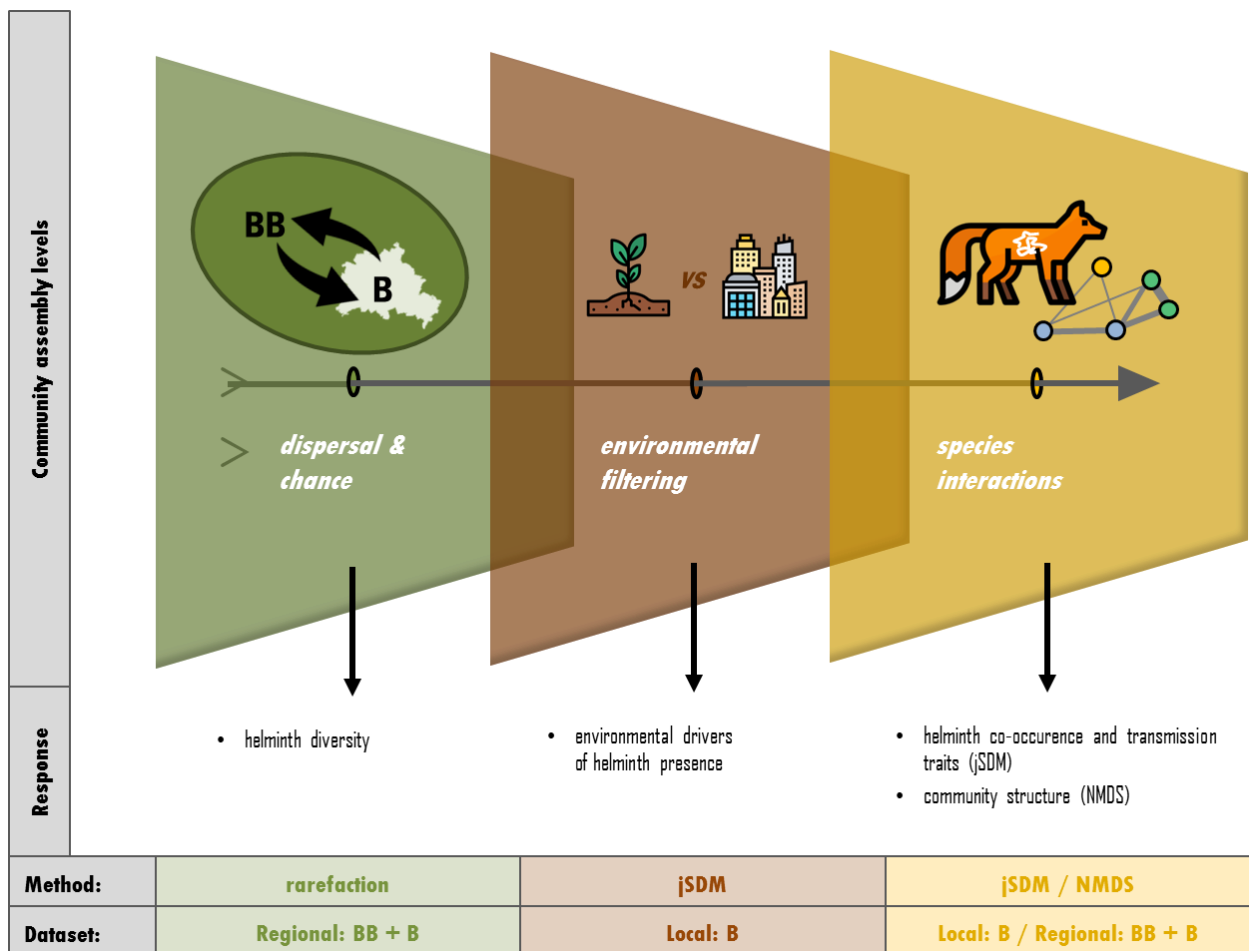 Community assembly levels
BB
B
vs
dispersal &
chance
environmental
filtering
species
interactions
Response
• helminth diversity
• environmental drivers
of helminth presence
• helminth co-occurence and transmission
traits (jSDM)
• community structure (NMDS)
Method:
rarefaction
jSDM
jSDM / NMDS
Dataset:
Regional: BB + B
Local: B
Local: B / Regional: BB + B